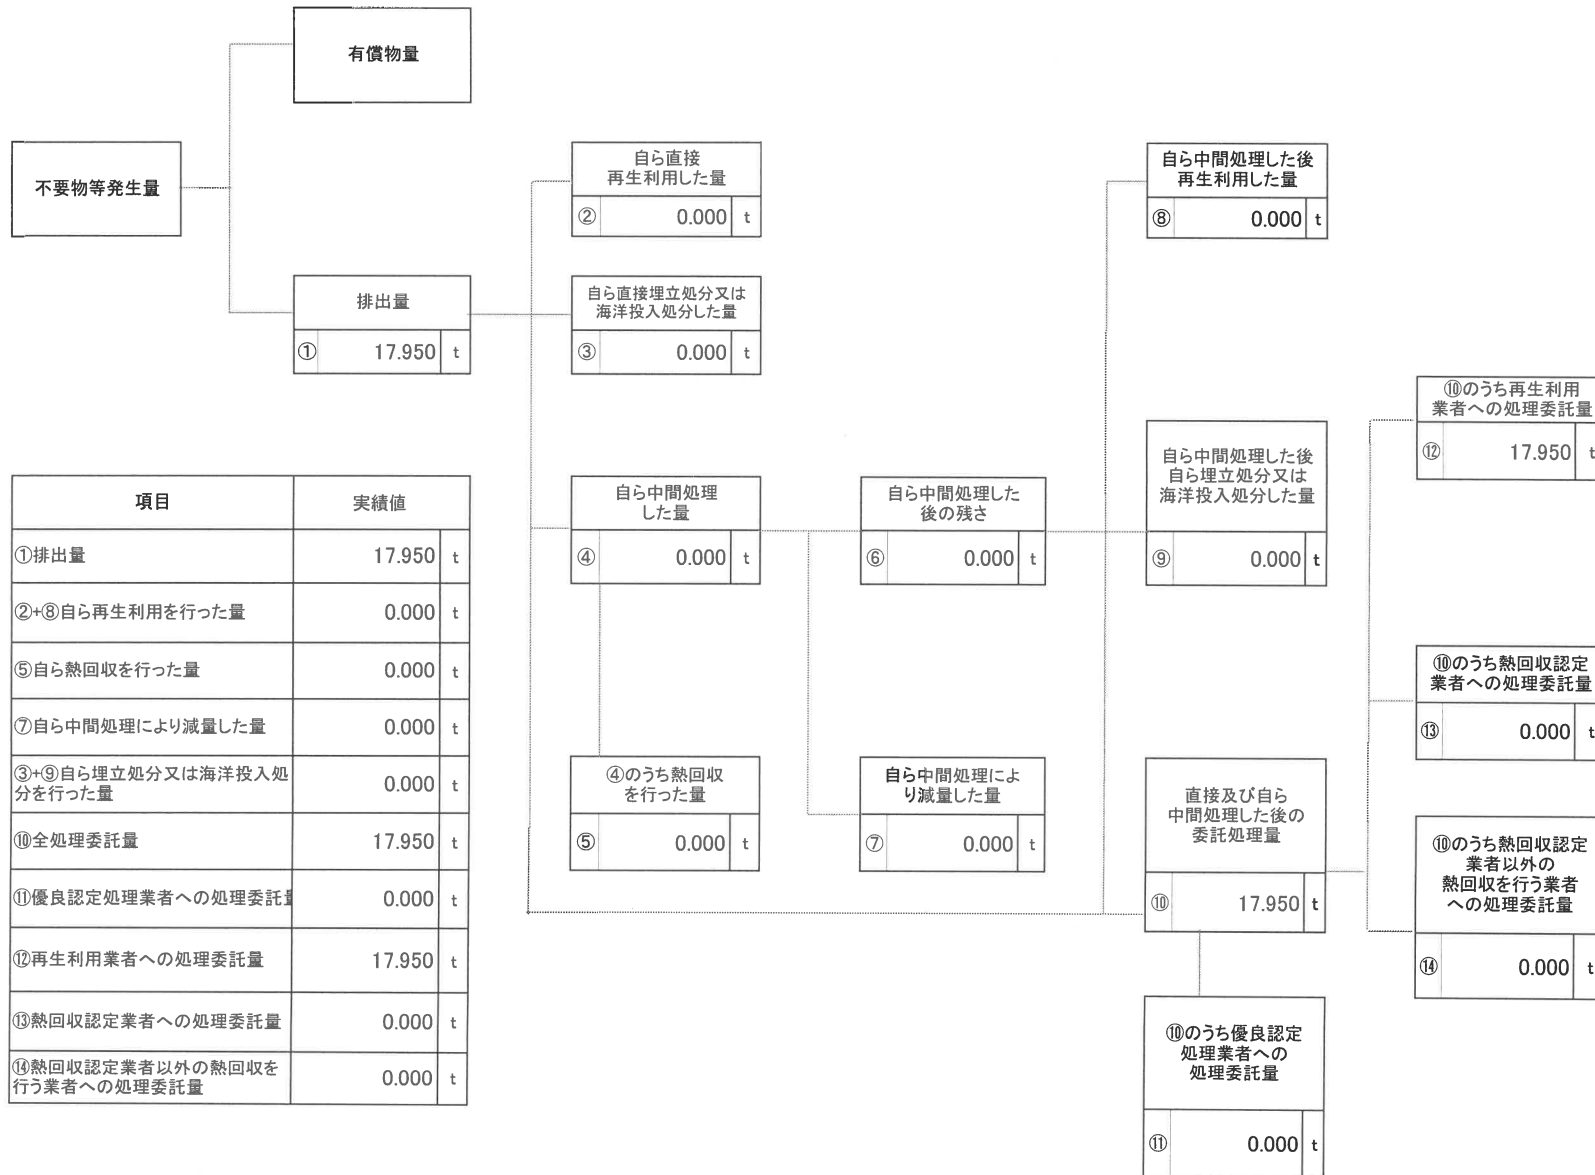 有償物量
不要物等発生量
排出量
① 17.950 t
自ら直接
再生利用した量
② 0.000 t
自ら直接埋立処分又は
海洋投入処分した量
③ 0.000 t
自ら中間処理
した量
④ 0.000 t
④のうち熱回収
を行った量
⑤ 0.000 t
自ら中間処理した
後の残さ
⑥ 0.000 t
自ら中間処理によ
り減量した量
⑦ 0.000 t
自ら中間処理した後
再生利用した量
⑧ 0.000 t
自ら中間処理した後
自ら埋立処分又は
海洋投入処分した量
⑨ 0.000 t
直接及び自ら
中間処理した後の
委託処理量
⑩ 17.950 t
⑩のうち優良認定
処理業者への
処理委託量
⑪ 0.000 t
⑩のうち再生利用
業者への処理委託量
⑫ 17.950 t
⑩のうち熱回収認定
業者への処理委託量
⑬ 0.000 t
⑩のうち熱回収認定
業者以外の
熱回収を行う業者
への処理委託量
⑭ 0.000 t
項目 実績値
①排出量 17.950 t
②+⑧自ら再生利用を行った量 0.000 t
⑤自ら熱回収を行った量 0.000 t
⑦自ら中間処理により減量した量 0.000 t
③+⑨自ら埋立処分又は海洋投入処
分を行った量 0.000 t
⑩全処理委託量 17.950 t
⑪優良認定処理業者への処理委託量 0.000 t
⑫再生利用業者への処理委託量 17.950 t
⑬熱回収認定業者への処理委託量 0.000 t
⑭熱回収認定業者以外の熱回収を
行う業者への処理委託量 0.000 t